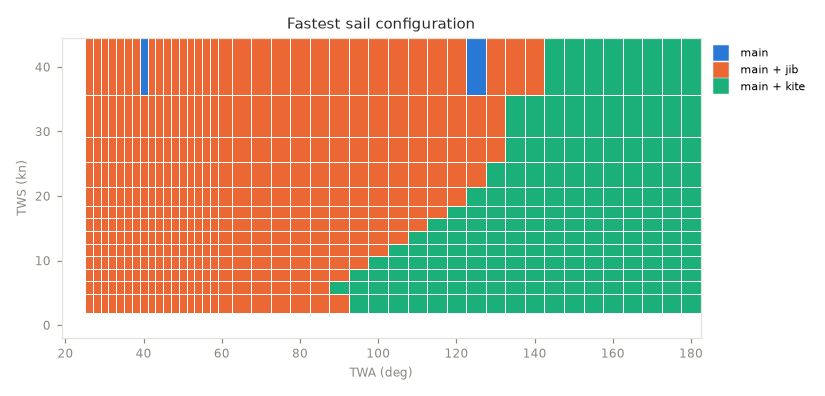 Fastest sail configuration
main
main + jib
main + kite
40
30
20
10
0
TWS (kn)
20 40 60 80 100 120 140 160 180
TWA (deg)